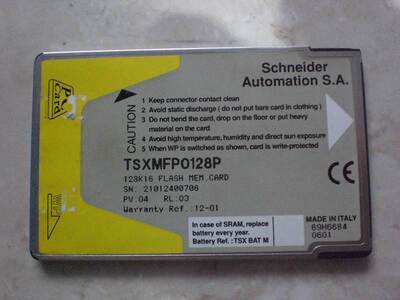 PC
Card
Schneider
Automation S.A.
CAUTION
1 Keep connector contact clean
2 Avoid static discharge ( do not put bare card in clothing )
3 Do not bend the card, drop on the floor or put heavy
material on the card
4 Avoid high temperature, humidity and direct sun exposure
5 When WP is switched as shown, card is write-protected
TSXMFP0128P
128K16 FLASH MEM.CARD
SN. 21012400706
PV:04 RL:03
Warranty Ref.:12-01
In case of SRAM, replace
battery every year.
Battery Ref.:TSX BAT M
CE
MADE IN ITALY
69H6684
0601